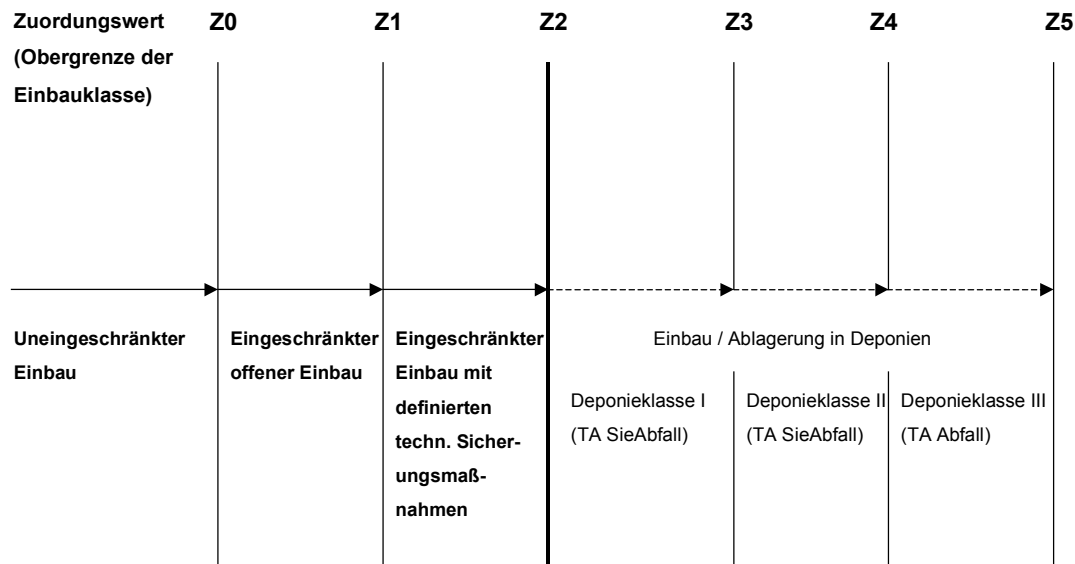 Zuordungswert
(Obergrenze der
Einbauklasse)
Z0
Z1
Z2
Z3
Z4
Z5
Uneingeschränkter
Einbau
Eingeschränkter
offener Einbau
Eingeschränkter
Einbau mit
definierten
techn. Sicher-
ungsmaß-
nahmen
Einbau / Ablagerung in Deponien
Deponieklasse I
(TA SieAbfall)
Deponieklasse II
(TA SieAbfall)
Deponieklasse III
(TA Abfall)